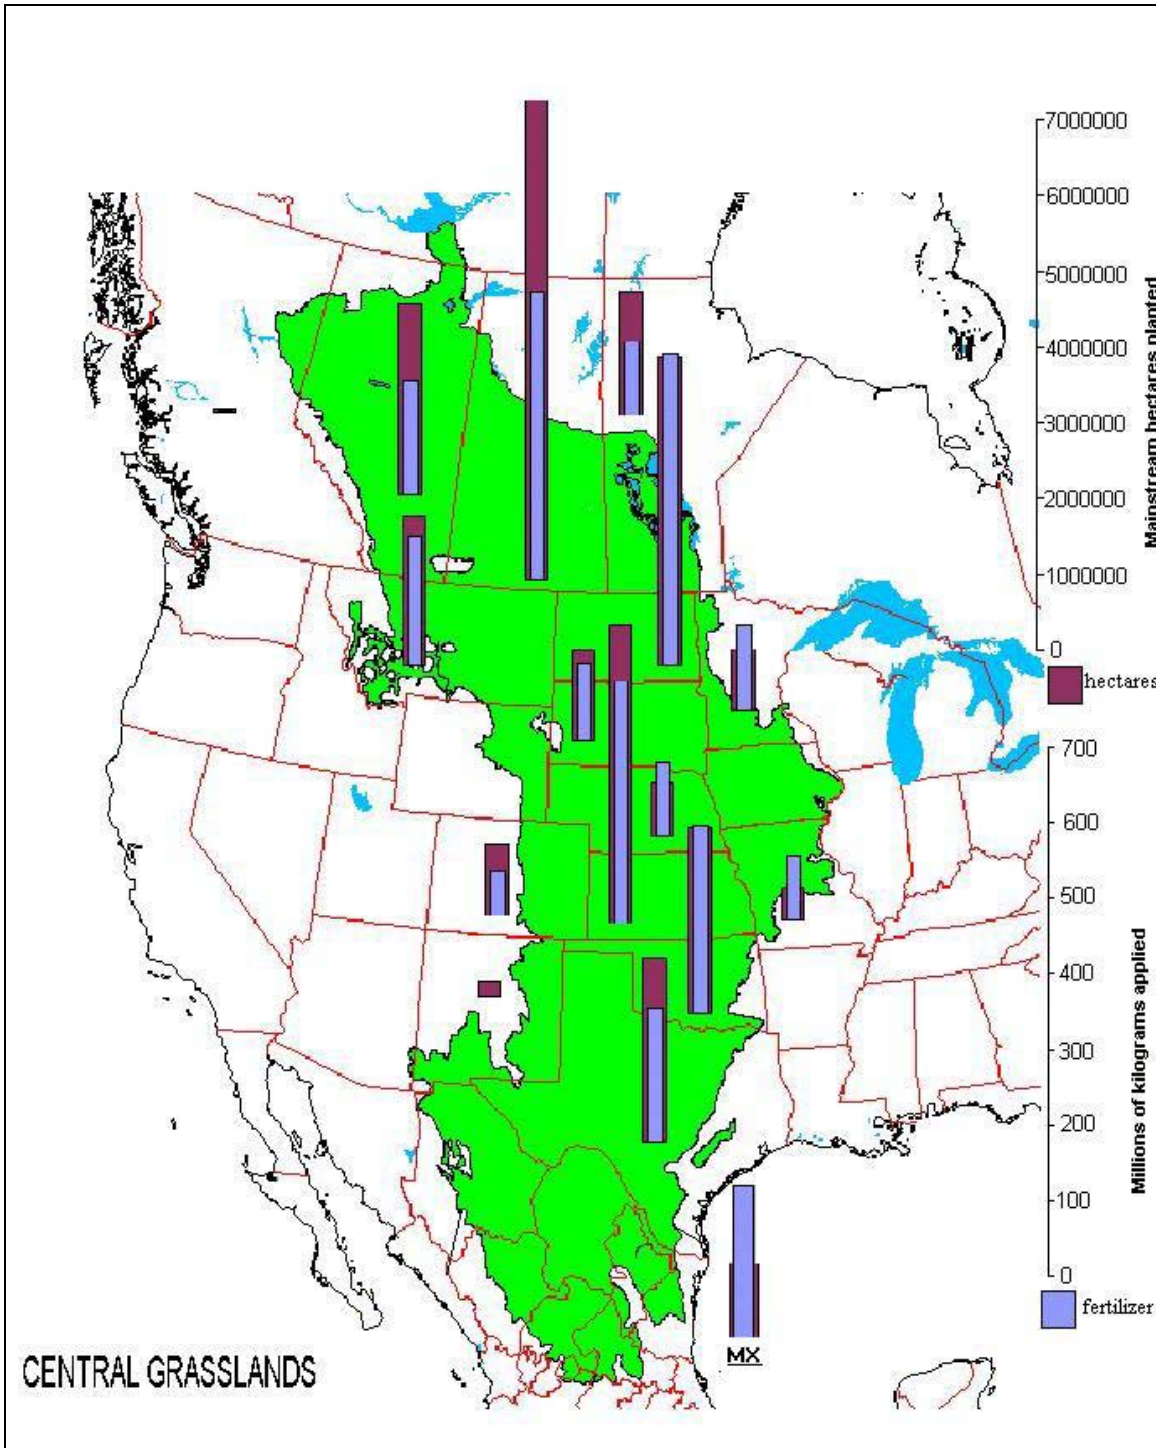 7000000
6000000
5000000
4000000
3000000
2000000
1000000
0
Mainstream hectares planted
hectares
700
600
500
400
300
200
100
0
Millions of kilograms applied
fertilizer
MX
CENTRAL GRASSLANDS